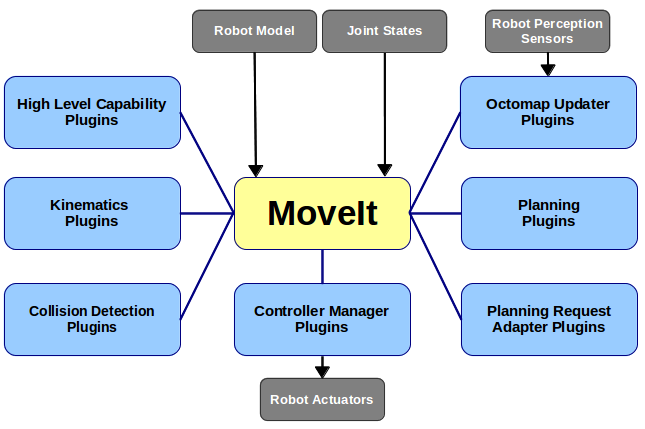 Robot Model
Joint States
Robot Perception
Sensors
High Level Capability
Plugins
Octomap Updater
Plugins
Kinematics
Plugins
MoveIt
Planning
Plugins
Collision Detection
Plugins
Controller Manager
Plugins
Planning Request
Adapter Plugins
Robot Actuators